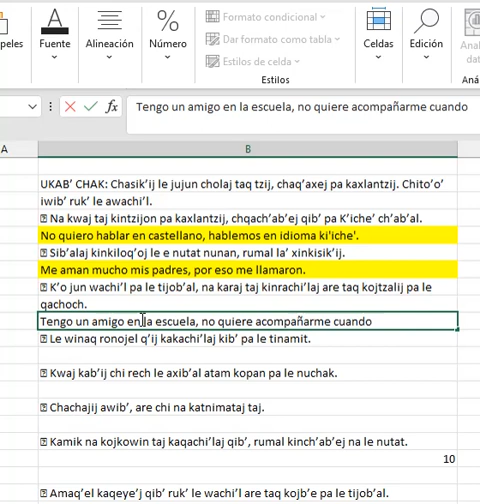 peles
Fuente
Alineación
Número
Formato condicional
Dar formato como tabla
Estilos de celda
Estilos
Celdas
Edición
Anali
dat
Aná
fx
Tengo un amigo en la escuela, no quiere acompañarme cuando
A
B
UKAB’ CHAK: Chasik’ij le jujun cholaj taq tzij, chaq’axej pa kaxlantzij. Chito’o’
iwib’ ruk’ le awachi’l.
Na kwaj taj kintzijon pa kaxlantzij, chqach’ab’ej qib’ pa K’iche’ ch’ab’al.
No quiero hablar en castellano, hablemos en idioma ki'iche'.
Sib’alaj kinkiloq’oj le e nutat nunan, rumal la’ xinkisik’ij.
Me aman mucho mis padres, por eso me llamaron.
K’o jun wachi’l pa le tijob’al, na karaj taj kinrachi’laj are taq kojtzalij pa le
qachoch.
Tengo un amigo en la escuela, no quiere acompañarme cuando
Le winaq ronojel q’ij kakachi’laj kib’ pa le tinamit.
Kwaj kab’ij chi rech le axib’al atam kopan pa le nuchak.
Chachajij awib’, are chi na katnimataj taj.
Kamik na kojkowin taj kaqachi’laj qib’, rumal kinch’ab’ej na le nutat.
10
Amaq’el kaqeye’j qib’ ruk’ le wachi’l are taq kojb’e pa le tijob’al.